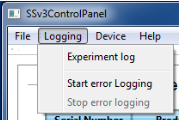 SSv3ControlPanel
File Logging Device Help
Experiment log
Start error Logging
Stop error logging
Serial Number